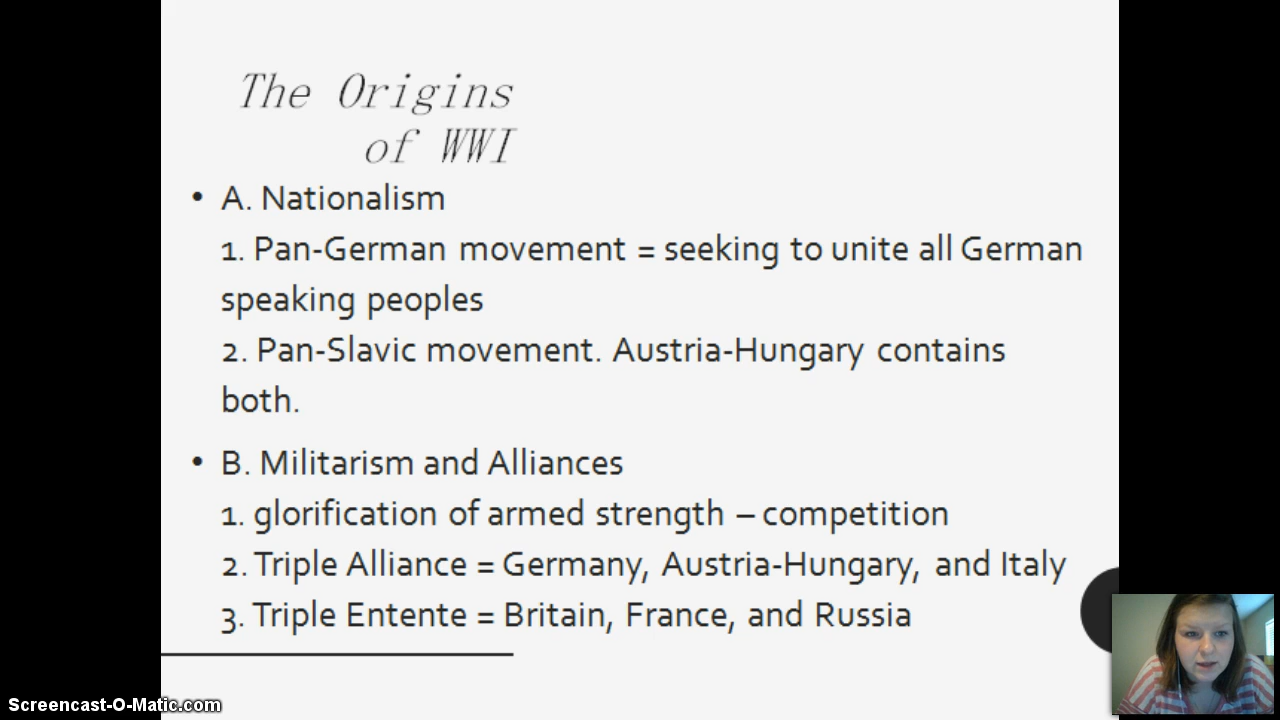 The Origins
of WWI
• A. Nationalism
1. Pan-German movement = seeking to unite all German
speaking peoples
2. Pan-Slavic movement. Austria-Hungary contains
both.
• B. Militarism and Alliances
1. glorification of armed strength – competition
2. Triple Alliance = Germany, Austria-Hungary, and Italy
3. Triple Entente = Britain, France, and Russia
Screencast-O-Matic.com